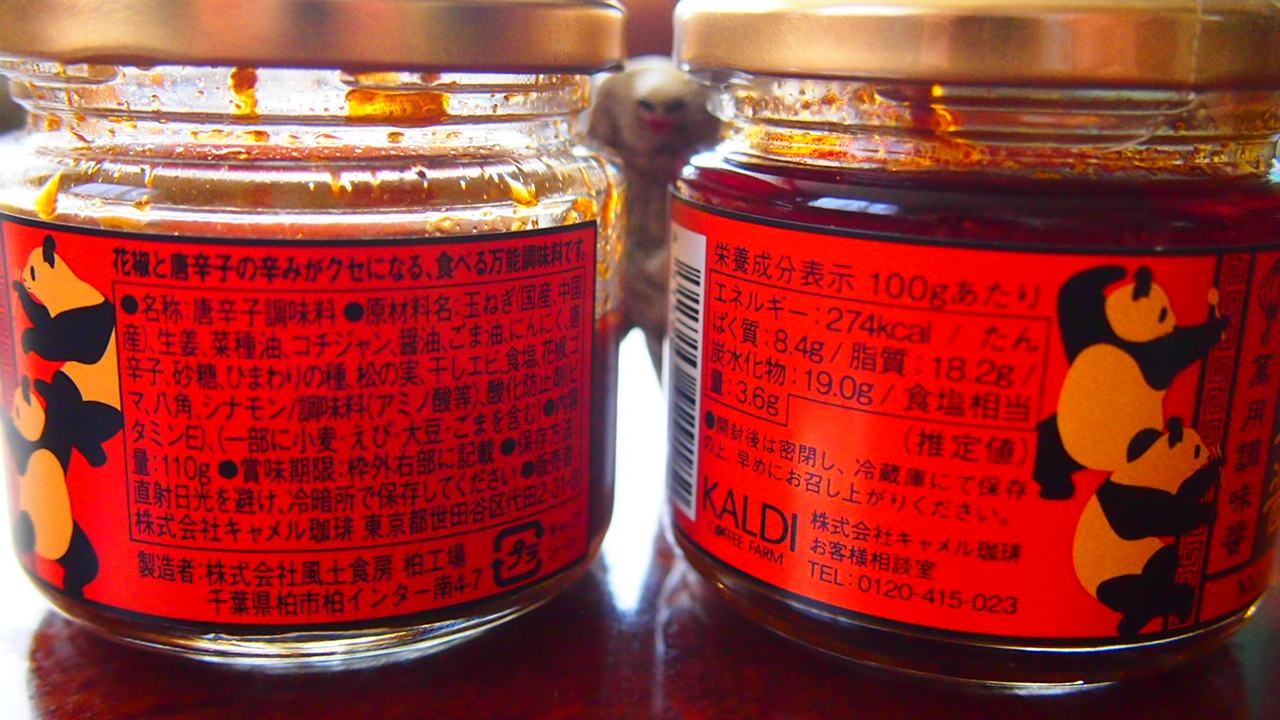 花椒と唐辛子の辛みがクセになる、食べる万能調味料です。
●名称:唐辛子調味料 ●原材料名:玉ねぎ(国産、中国
産)、生姜、菜種油、コチジャン、醤油、ごま油、にんにく、唐
辛子、砂糖、ひまわりの種、松の実、干しエビ、食塩、花椒、ゴ
マ、八角、シナモン/調味料(アミノ酸等)、酸化防止剤(ビ
タミンE)、(一部に小麦・えび・大豆・ごまを含む) ●内容
量:110g ●賞味期限:枠外右部に記載 ●保存方法:
直射日光を避け、冷暗所で保存してください ●販売者:
株式会社キャメル珈琲 東京都世田谷区代田2-31-8
製造者:株式会社風土食房 柏工場
千葉県柏市柏インター南4-7
プラ
栄養成分表示 100gあたり
エネルギー:274kcal / たん
ぱく質:8.4g / 脂質:18.2g /
炭水化物:19.0g / 食塩相当
量:3.6g
(推定値)
●開封後は密閉し、冷蔵庫にて保存
の上、早めにお召し上がりください。
KALDI
COFFEE FARM
株式会社キャメル珈琲
お客様相談室
TEL:0120-415-023
萬用調味醤